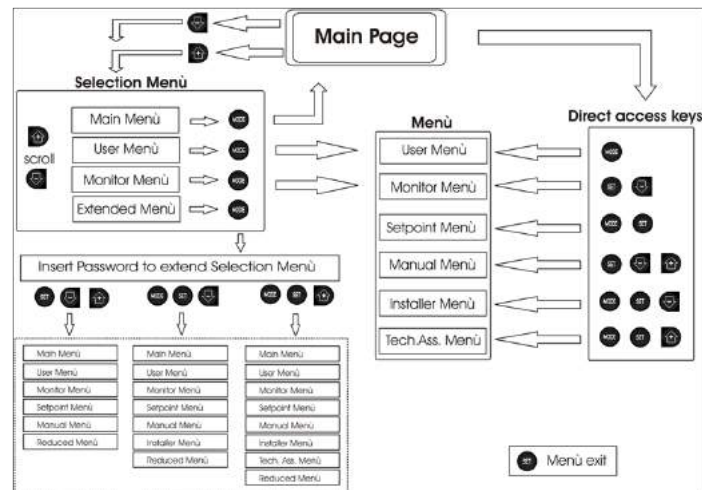 Main Page
Selection Menù
Main Menù
MODE
User Menù
MODE
Monitor Menù
MODE
Extended Menù
MODE
scroll
Menù
User Menù
Monitor Menù
Setpoint Menù
Manual Menù
Installer Menù
Tech.Ass. Menù
Direct access keys
MODE
SET
MODE SET
SET
MODE SET
MODE SET
Insert Password to extend Selection Menù
SET
MODE SET
MODE SET
Main Menù
User Menù
Monitor Menù
Setpoint Menù
Manual Menù
Reduced Menù
Main Menù
User Menù
Monitor Menù
Setpoint Menù
Manual Menù
Installer Menù
Reduced Menù
Main Menù
User Menù
Monitor Menù
Setpoint Menù
Manual Menù
Installer Menù
Tech. Ass. Menù
Reduced Menù
SET Menù exit